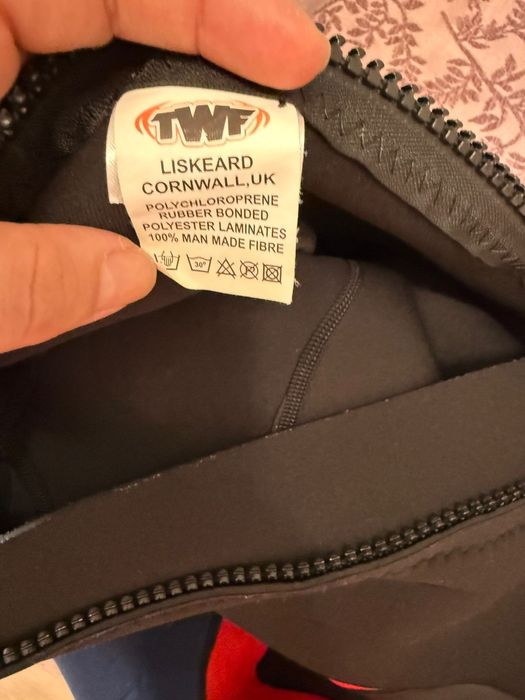 TWF
LISKEARD
CORNWALL,UK
POLYCHLOROPRENE
RUBBER BONDED
POLYESTER LAMINATES
100% MAN MADE FIBRE
30°